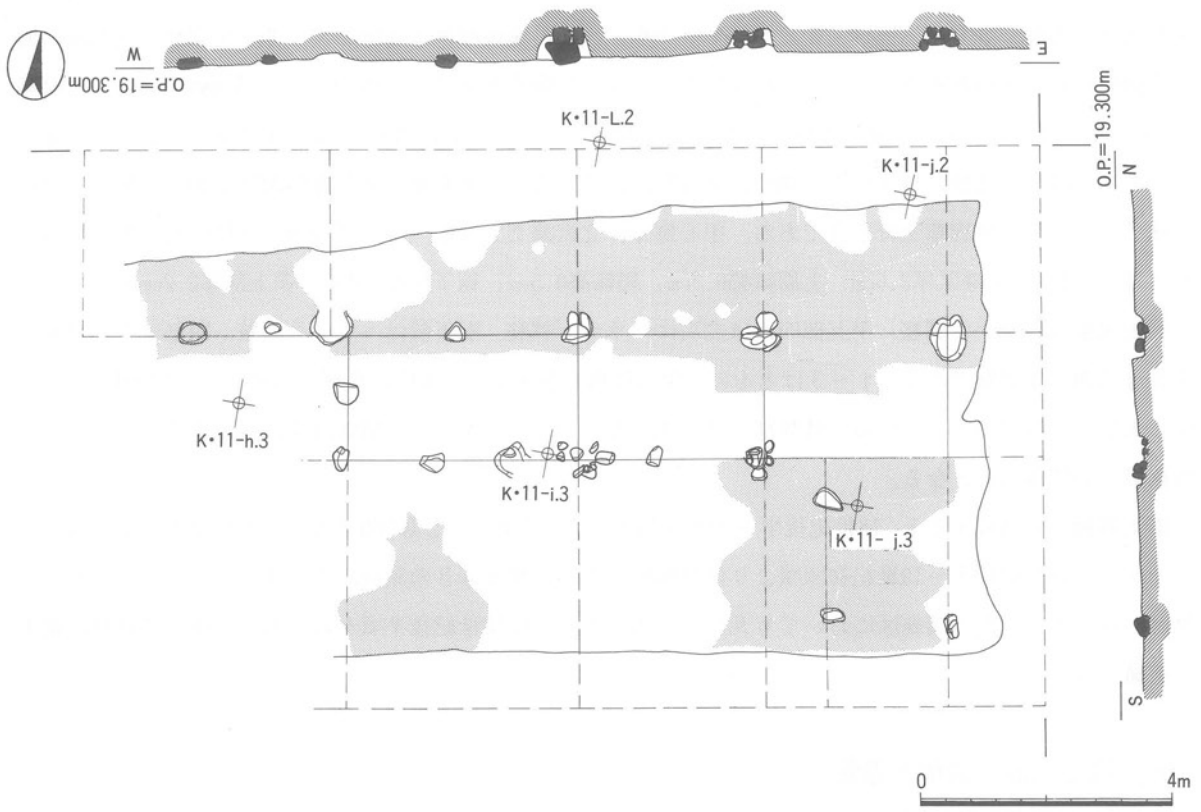 W
E
O.P.=19.300m
K・11-L.2
K・11-j.2
O.P.=19.300m
N
K・11-h.3
K・11-i.3
K・11-j.3
S
0
4m